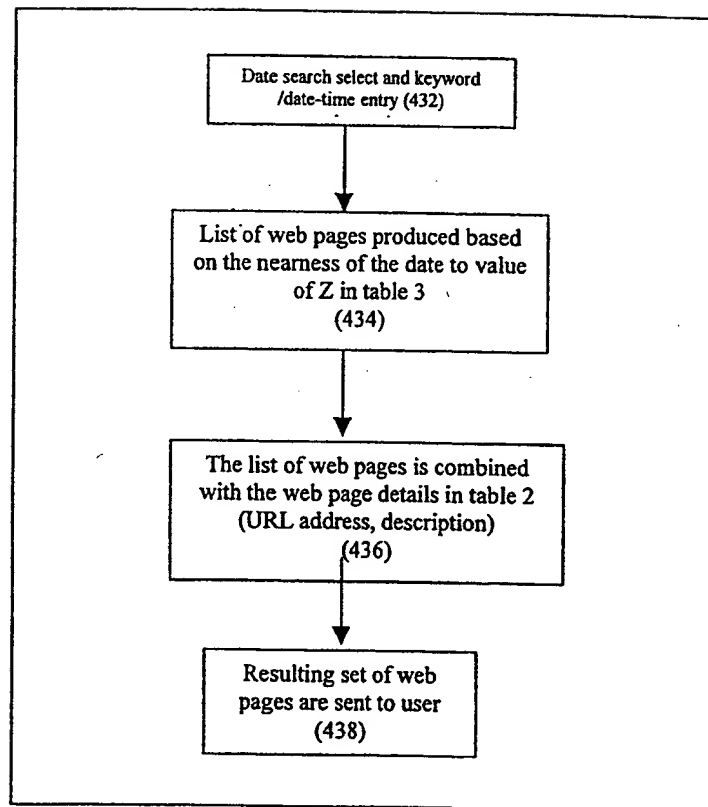 Date search select and keyword
/date-time entry (432)
List of web pages produced based
on the nearness of the date to value
of Z in table 3
(434)
The list of web pages is combined
with the web page details in table 2
(URL address, description)
(436)
Resulting set of web
pages are sent to user
(438)